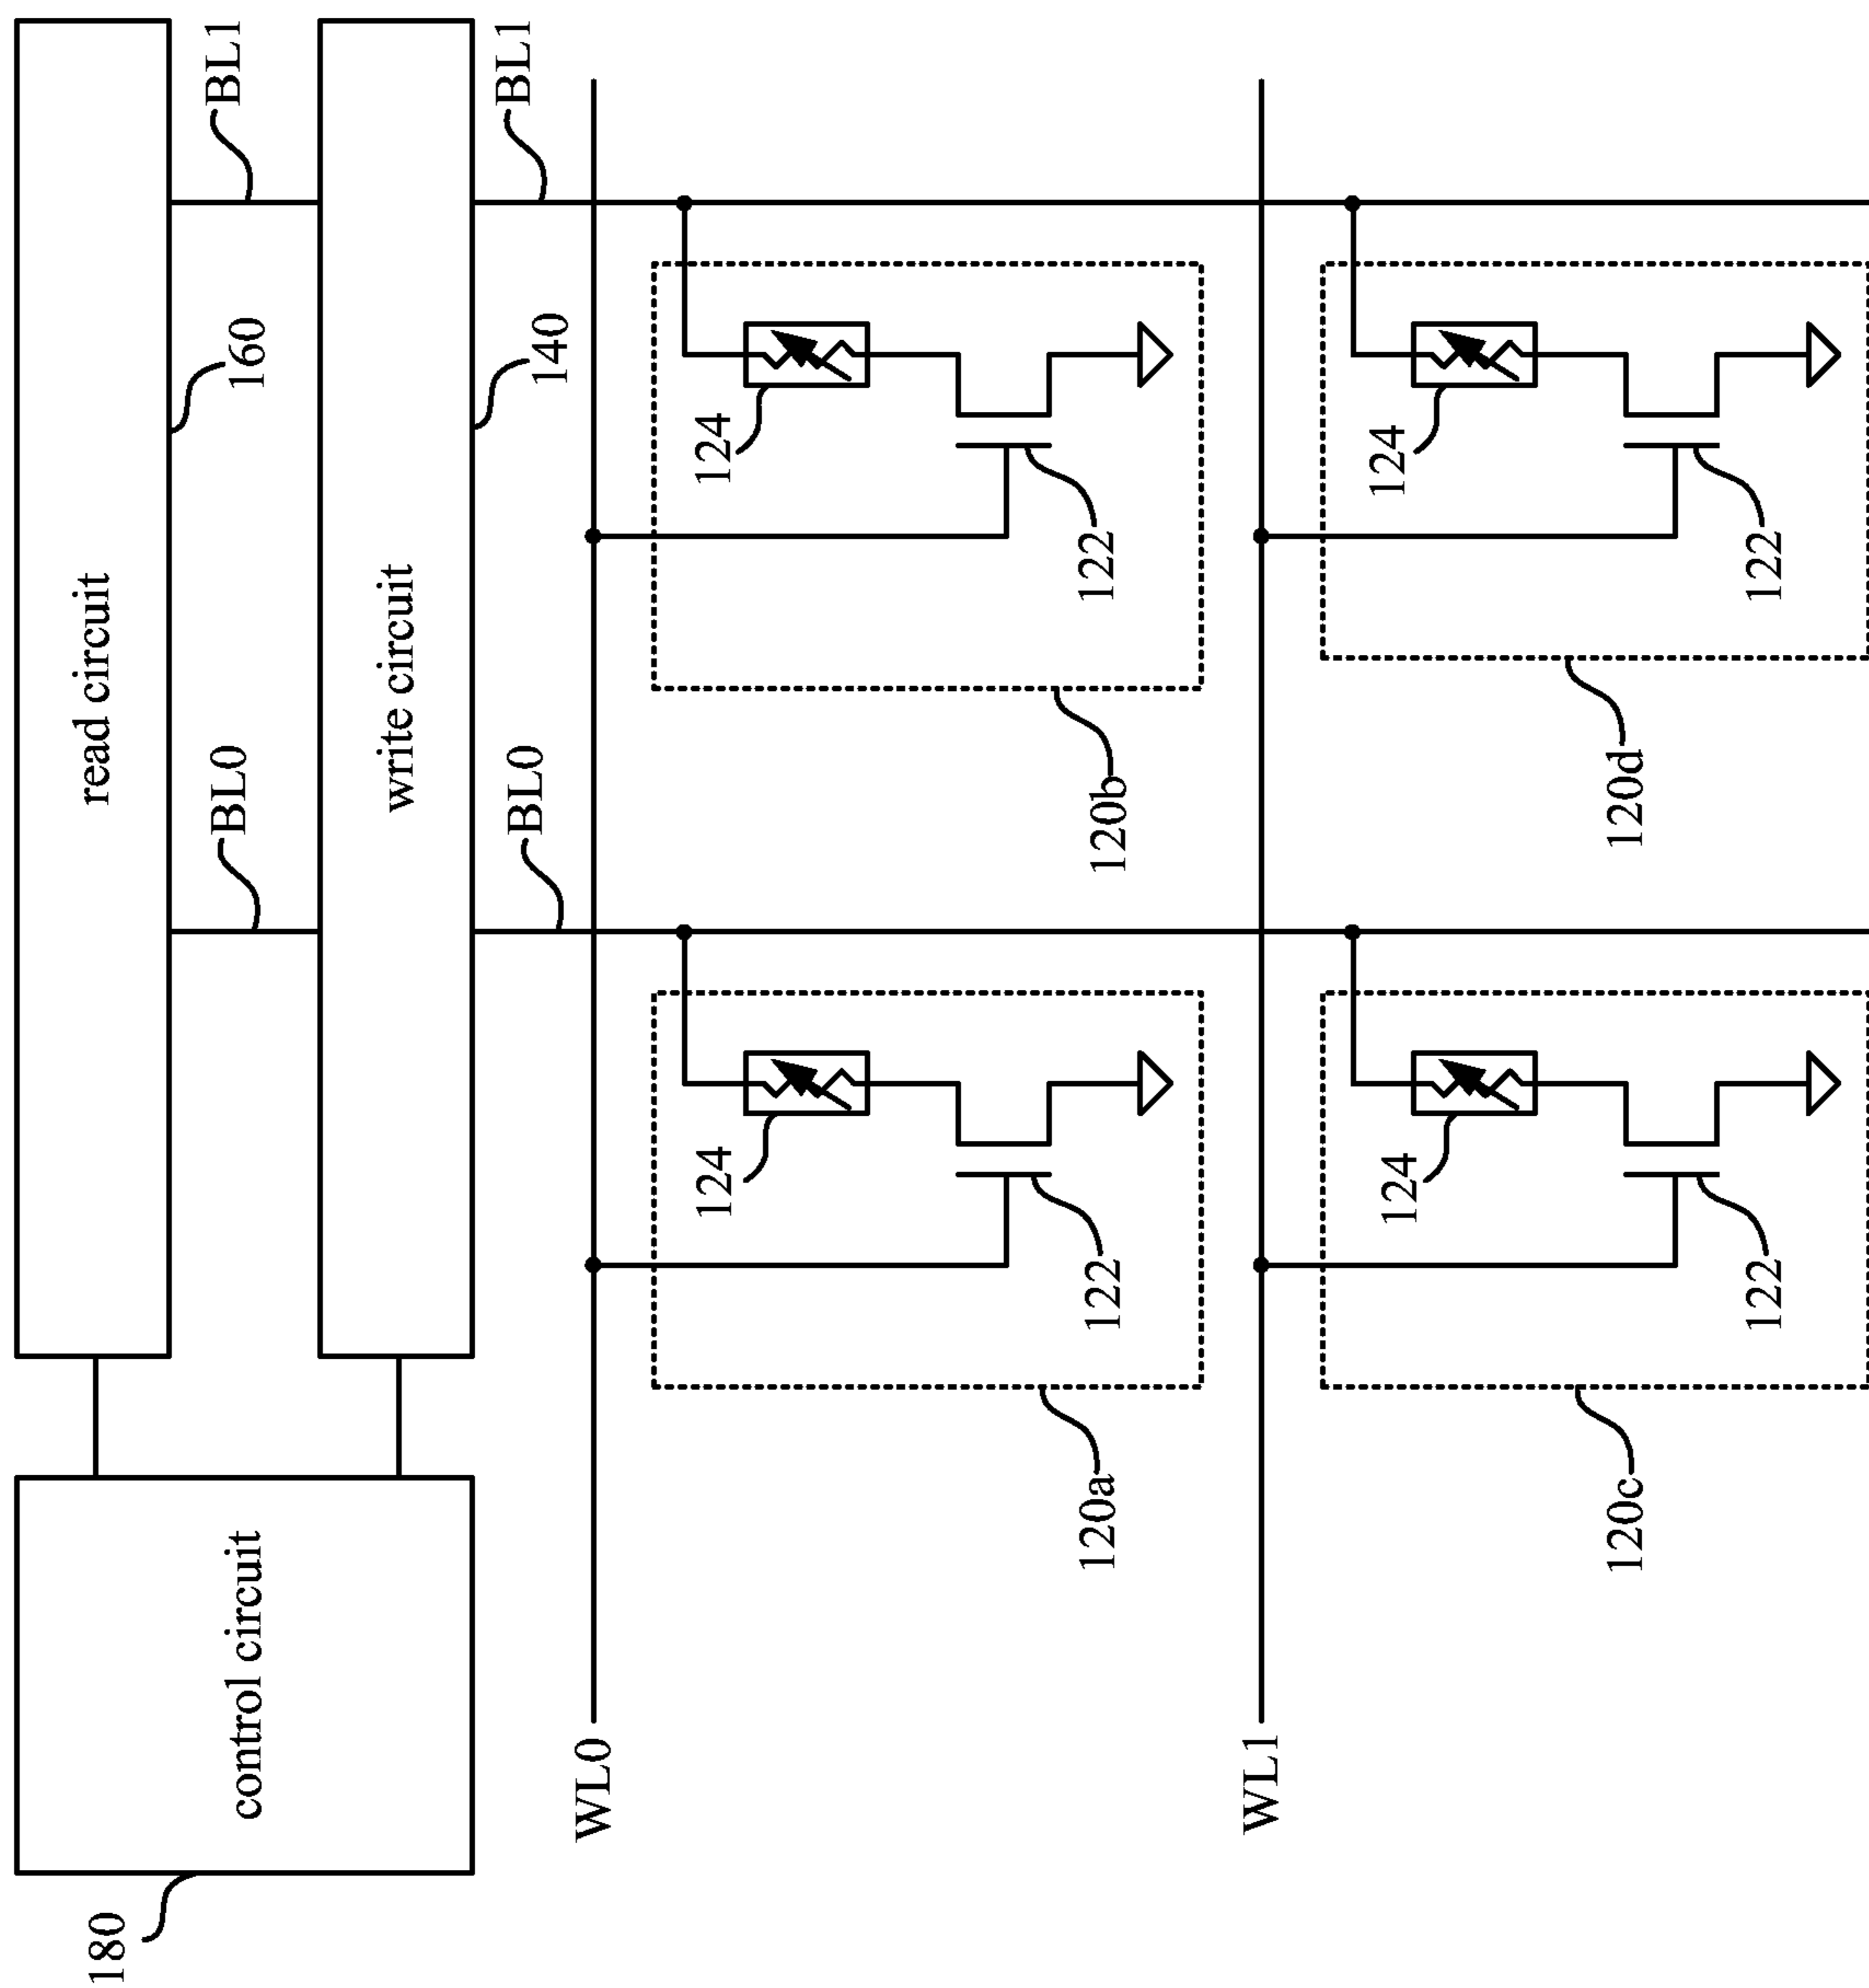 read circuit
160
BL0
BL1
180
control circuit
write circuit
140
BL0
BL1
WL0
124
124
122
122
120a
120b
WL1
124
124
122
122
120c
120d